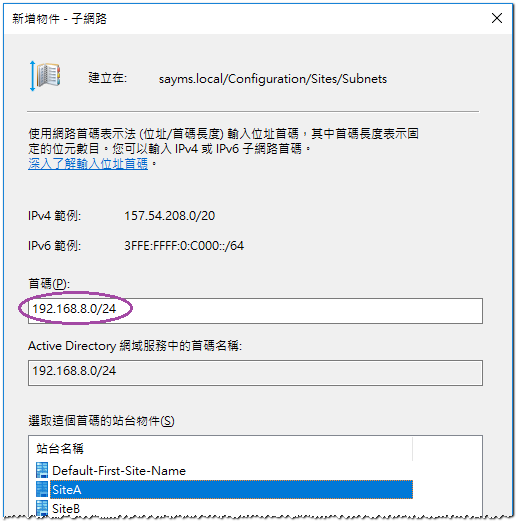 新增物件 - 子網路
建立在:
sayms.local/Configuration/Sites/Subnets
使用網路首碼表示法 (位址/首碼長度) 輸入位址首碼，其中首碼長度表示固
定的位元數目。您可以輸入 IPv4 或 IPv6 子網路首碼。
深入了解輸入位址首碼。
IPv4 範例: 157.54.208.0/20
IPv6 範例: 3FFE:FFFF:0:C000::/64
首碼(P):
192.168.8.0/24
Active Directory 網域服務中的首碼名稱:
192.168.8.0/24
選取這個首碼的站台物件(S)
站台名稱
Default-First-Site-Name
SiteA
SiteB